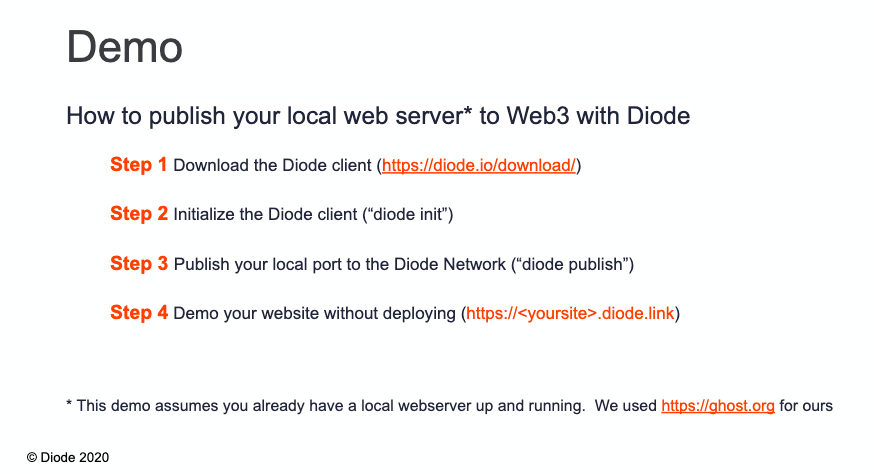 Demo
How to publish your local web server* to Web3 with Diode
Step 1 Download the Diode client (https://diode.io/download/)
Step 2 Initialize the Diode client (“diode init”)
Step 3 Publish your local port to the Diode Network (“diode publish”)
Step 4 Demo your website without deploying (https://<yoursite>.diode.link)
* This demo assumes you already have a local webserver up and running.  We used https://ghost.org for ours
© Diode 2020